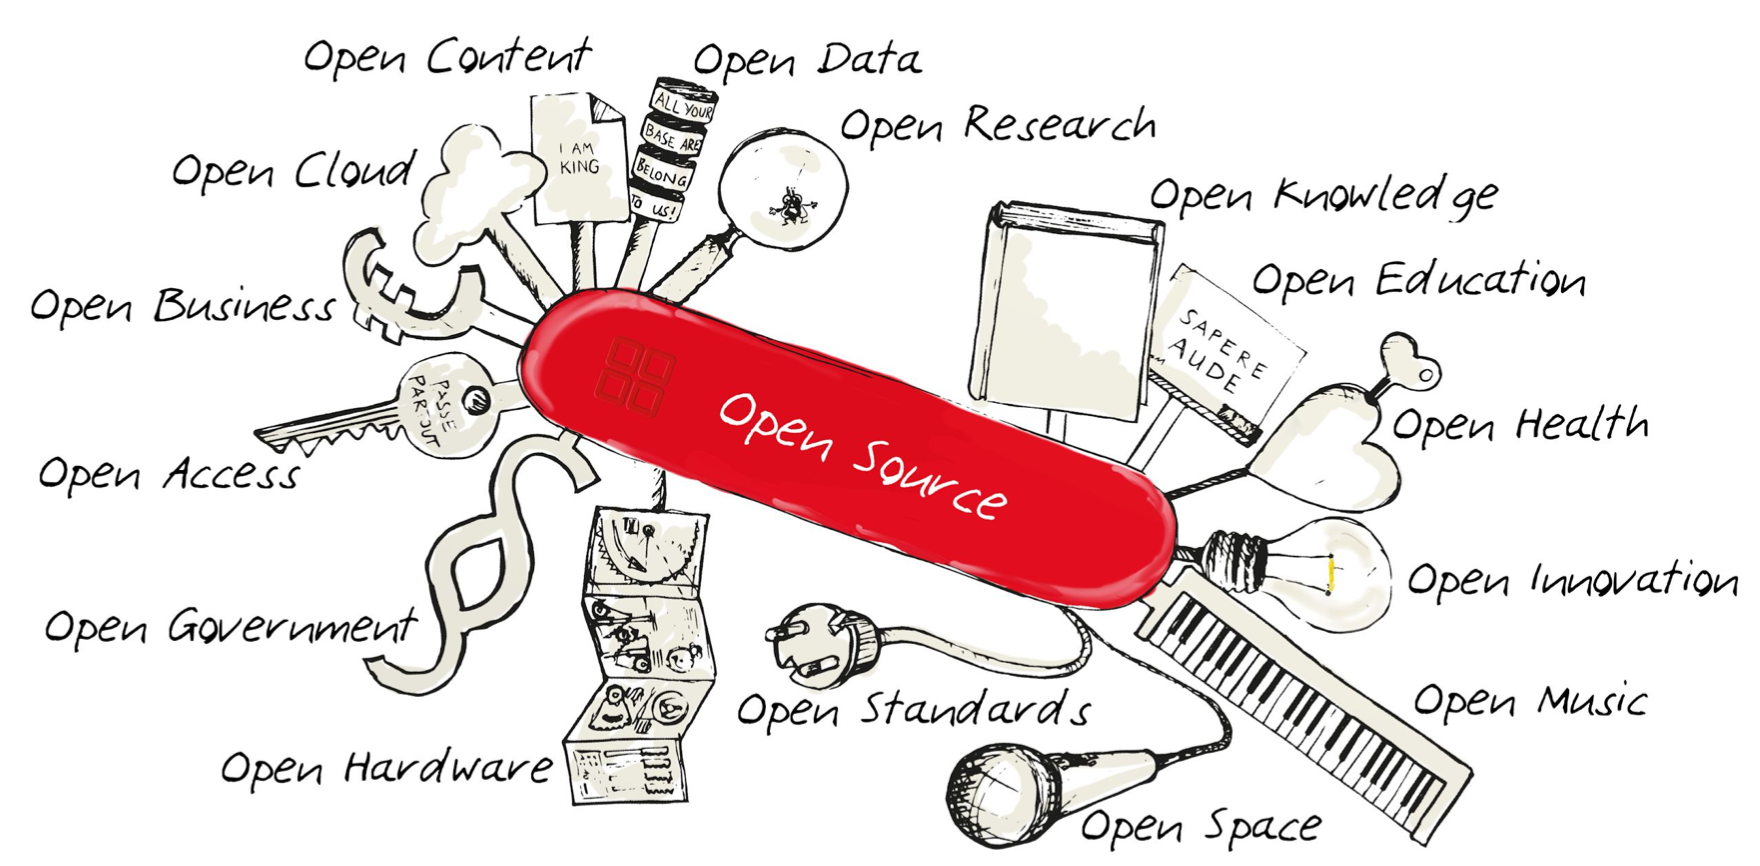 Open Content
Open Data
Open Research
Open Cloud
I AM
KING
ALL YOUR
BASE ARE
BELONG
TO US!
Open Knowledge
Open Education
SAPERE
AUDE
Open Business
PASSE
PARTOUT
Open Access
Open Source
Open Health
Open Innovation
Open Government
Open Standards
Open Music
Open Hardware
Open Space